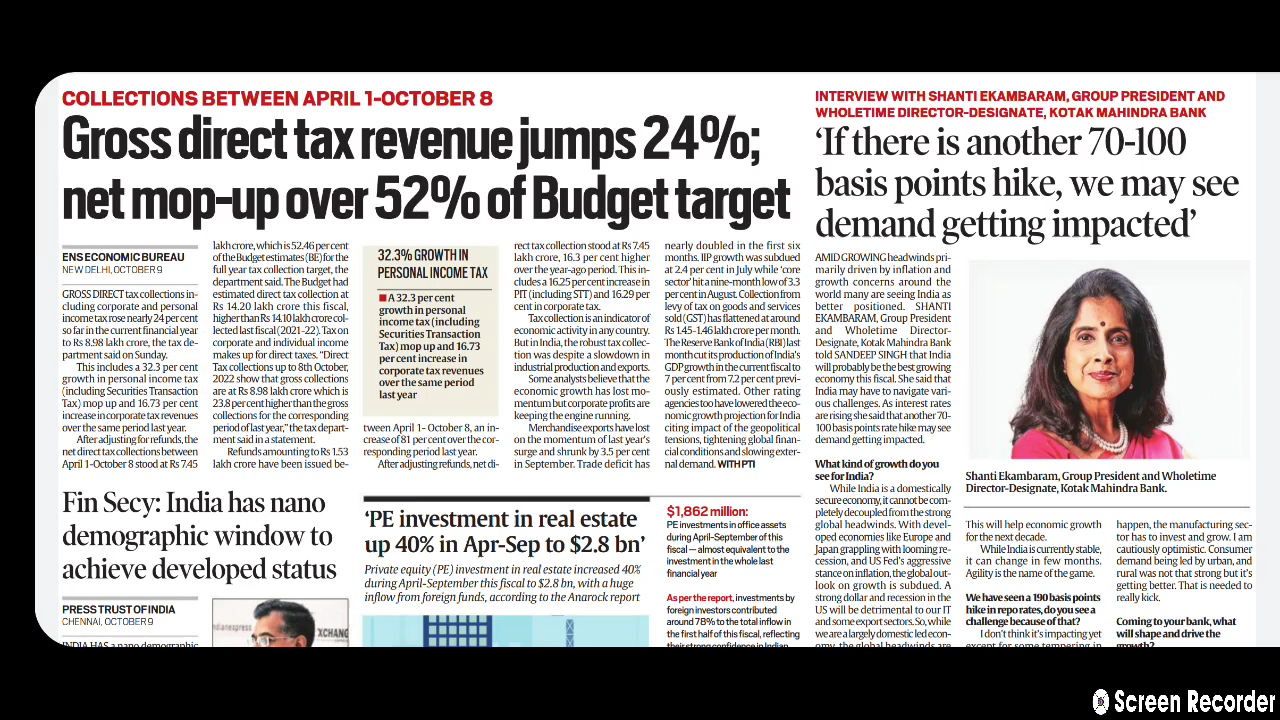 COLLECTIONS BETWEEN APRIL 1-OCTOBER 8
Gross direct tax revenue jumps 24%;
net mop-up over 52% of Budget target
ENS ECONOMIC BUREAU
NEW DELHI, OCTOBER 9
GROSS DIRECT tax collections in-
cluding corporate and personal
income tax rose nearly 24 per cent
so far in the current financial year
to Rs 8.98 lakh crore, the tax de-
partment said on Sunday.
This includes a 32.3 per cent
growth in personal income tax
(including Securities Transaction
Tax) mop up and 16.73 per cent
increase in corporate tax revenues
over the same period last year.
After adjusting for refunds, the
net direct tax collections between
April 1-October 8 stood at Rs 7.45
lakh crore, which is 52.46 per cent
of the Budget estimates (BE) for the
full year tax collection target, the
department said. The Budget had
estimated direct tax collection at
Rs 14.20 lakh crore this fiscal,
higher than Rs 14.10 lakh crore col-
lected last fiscal (2021-22). Tax on
corporate and individual income
makes up for direct taxes. “Direct
Tax collections up to 8th October,
2022 show that gross collections
are at Rs 8.98 lakh crore which is
23.8 per cent higher than the gross
collections for the corresponding
period of last year,” the tax depart-
ment said in a statement.
Refunds amounting to Rs 1.53
lakh crore have been issued be-
32.3% GROWTH IN
PERSONAL INCOME TAX
A 32.3 per cent
growth in personal
income tax (including
Securities Transaction
Tax) mop up and 16.73
per cent increase in
corporate tax revenues
over the same period
last year
tween April 1- October 8, an in-
crease of 81 per cent over the cor-
responding period last year.
After adjusting refunds, net di-
rect tax collection stood at Rs 7.45
lakh crore, 16.3 per cent higher
over the year-ago period. This in-
cludes a 16.25 per cent increase in
PIT (including STT) and 16.29 per
cent in corporate tax.
Tax collection is an indicator of
economic activity in any country.
But in India, the robust tax collec-
tion was despite a slowdown in
industrial production and exports.
Some analysts believe that the
economic growth has lost mo-
mentum but corporate profits are
keeping the engine running.
Merchandise exports have lost
on the momentum of last year’s
surge and shrunk by 3.5 per cent
in September. Trade deficit has
nearly doubled in the first six
months. IIP growth was subdued
at 2.4 per cent in July while ‘core
sector’ hit a nine-month low of 3.3
per cent in August. Collection from
levy of tax on goods and services
sold (GST) has flattened at around
Rs 1.45-1.46 lakh crore per month.
The Reserve Bank of India (RBI) last
month cut its production of India’s
GDP growth in the current fiscal to
7 per cent from 7.2 per cent previ-
ously estimated. Other rating
agencies too have lowered the eco-
nomic growth projection for India
citing impact of the geopolitical
tensions, tightening global finan-
cial conditions and slowing exter-
nal demand. WITH PTI
Fin Secy: India has nano
demographic window to
achieve developed status
PRESS TRUST OF INDIA
CHENNAI, OCTOBER 9
INDIA HAS a nano demographic
indianexpress
XCHANG
‘PE investment in real estate
up 40% in Apr-Sep to $2.8 bn’
Private equity (PE) investment in real estate increased 40%
during April-September this fiscal to $2.8 bn, with a huge
inflow from foreign funds, according to the Anarock report
$1,862 million:
PE investments in office assets
during April-September of this
fiscal — almost equivalent to the
investment in the whole last
financial year
As per the report, investments by
foreign investors contributed
around 78% to the total inflow in
the first half of this fiscal, reflecting
their strong confidence in Indian
INTERVIEW WITH SHANTI EKAMBARAM, GROUP PRESIDENT AND
WHOLETIME DIRECTOR-DESIGNATE, KOTAK MAHINDRA BANK
‘If there is another 70-100
basis points hike, we may see
demand getting impacted’
AMID GROWING headwinds pri-
marily driven by inflation and
growth concerns around the
world many are seeing India as
better positioned. SHANTI
EKAMBARAM, Group President
and Wholetime Director-
Designate, Kotak Mahindra Bank
told SANDEEP SINGH that India
will probably be the best growing
economy this fiscal. She said that
India may have to navigate vari-
ous challenges. As interest rates
are rising she said that another 70-
100 basis points rate hike may see
demand getting impacted.
What kind of growth do you
see for India?
While India is a domestically
secure economy, it cannot be com-
pletely decoupled from the strong
global headwinds. With devel-
oped economies like Europe and
Japan grappling with looming re-
cession, and US Fed’s aggressive
stance on inflation, the global out-
look on growth is subdued. A
strong dollar and recession in the
US will be detrimental to our IT
and some export sectors. So, while
we are a largely domestic led econ-
omy, the global headwinds are
Shanti Ekambaram, Group President and Wholetime
Director-Designate, Kotak Mahindra Bank.
This will help economic growth
for the next decade.
While India is currently stable,
it can change in few months.
Agility is the name of the game.
We have seen a 190 basis points
hike in repo rates, do you see a
challenge because of that?
I don’t think it’s impacting yet
except for some tempering in
happen, the manufacturing sec-
tor has to invest and grow. I am
cautiously optimistic. Consumer
demand being led by urban, and
rural was not that strong but it’s
getting better. That is needed to
really kick.
Coming to your bank, what
will shape and drive the
growth?
Screen Recorder